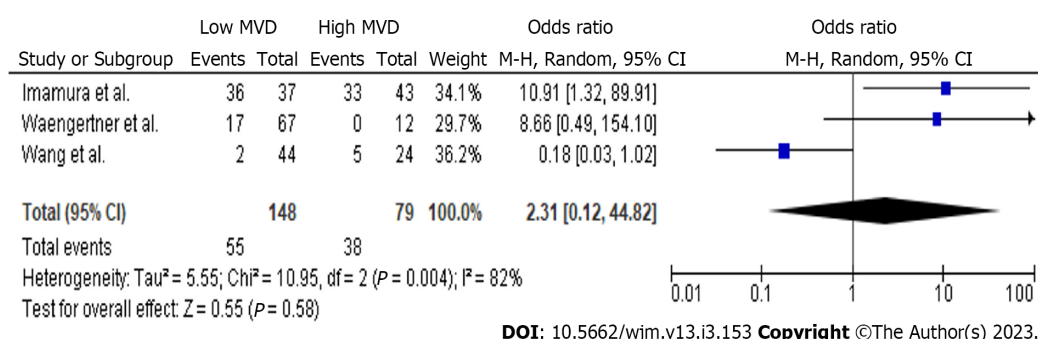 Low MVD High MVD Odds ratio Odds ratio
Study or Subgroup Events Total Events Total Weight M-H, Random, 95% CI M-H, Random, 95% CI
Imamura et al. 36 37 33 43 34.1% 10.91 [1.32, 89.91]
Waengertner et al. 17 67 0 12 29.7% 8.66 [0.49, 154.10]
Wang et al. 2 44 5 24 36.2% 0.18 [0.03, 1.02]
Total (95% CI) 148 79 100.0% 2.31 [0.12, 44.82]
Total events 55 38
Heterogeneity: Tau² = 5.55; Chi² = 10.95, df = 2 (P = 0.004); I² = 82%
Test for overall effect: Z = 0.55 (P = 0.58)
0.01 0.1 1 10 100
DOI: 10.5662/wjm.v13.i3.153 Copyright ©The Author(s) 2023.